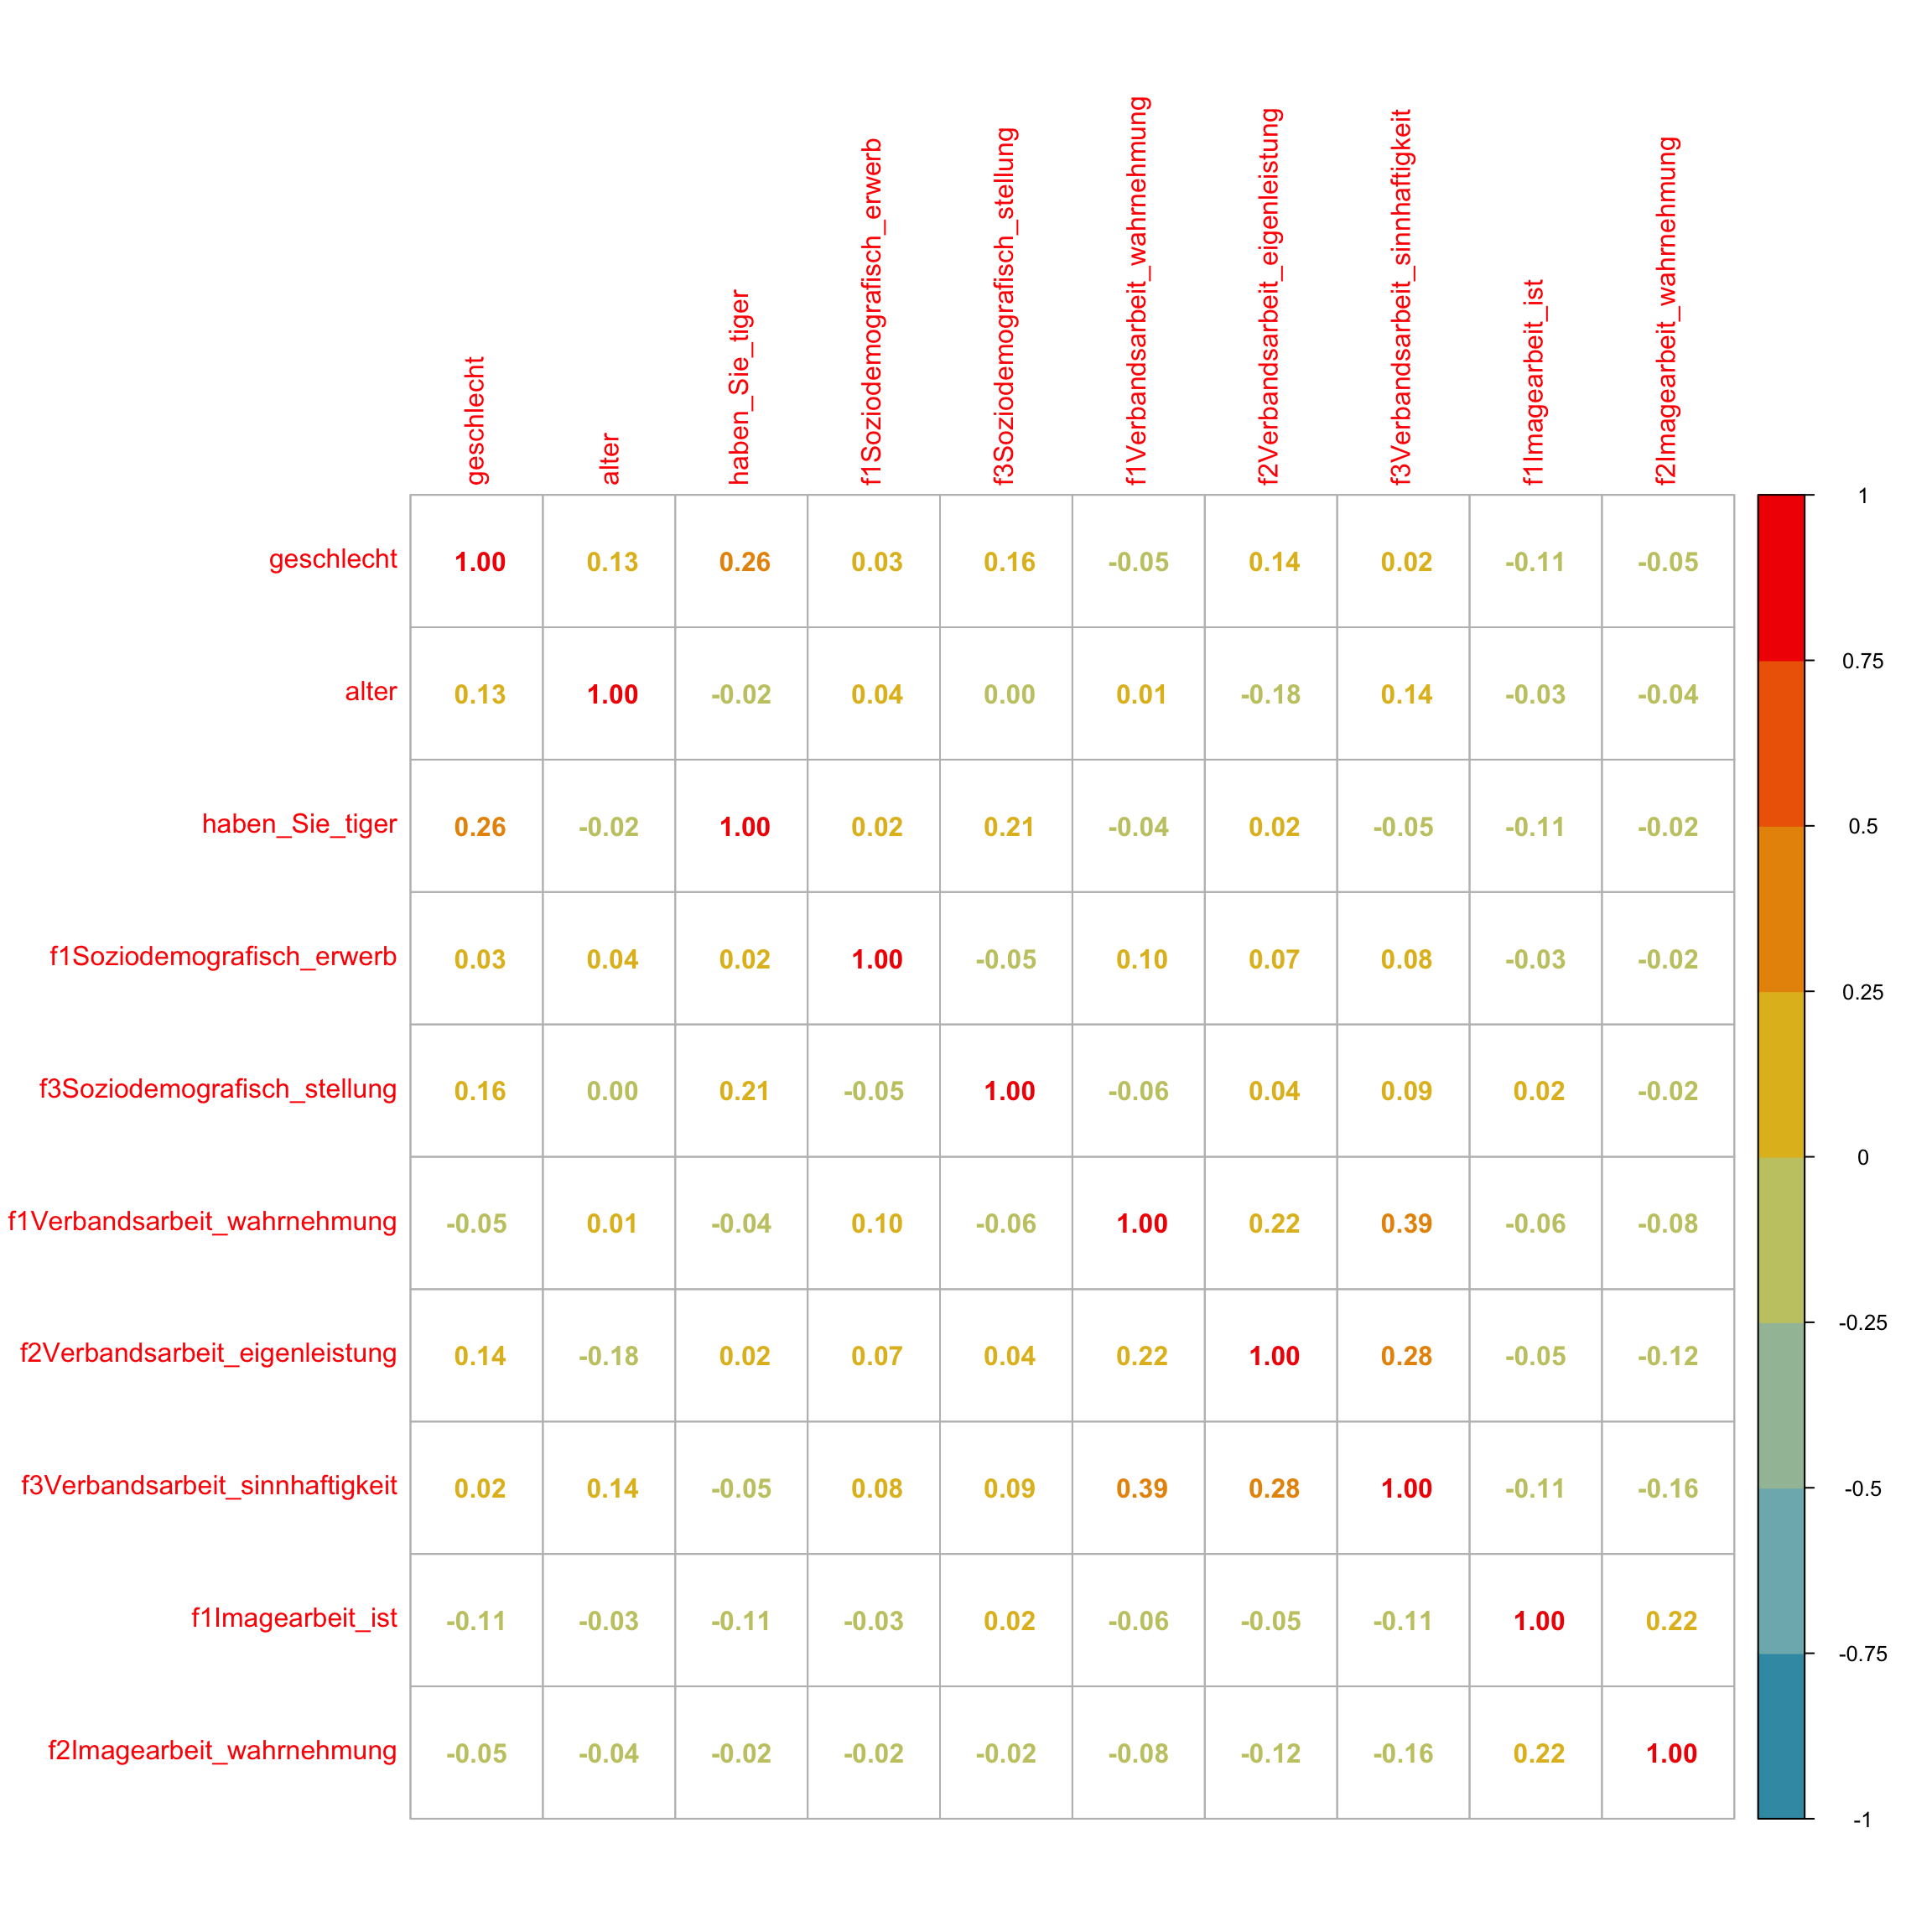 geschlecht
alter
haben_Sie_tiger
f1Soziodemografisch_erwerb
f3Soziodemografisch_stellung
f1Verbandsarbeit_wahrnehmung
f2Verbandsarbeit_eigenleistung
f3Verbandsarbeit_sinnhaftigkeit
f1Imagearbeit_ist
f2Imagearbeit_wahrnehmung
geschlecht 1.00 0.13 0.26 0.03 0.16 -0.05 0.14 0.02 -0.11 -0.05
alter 0.13 1.00 -0.02 0.04 0.00 0.01 -0.18 0.14 -0.03 -0.04
haben_Sie_tiger 0.26 -0.02 1.00 0.02 0.21 -0.04 0.02 -0.05 -0.11 -0.02
f1Soziodemografisch_erwerb 0.03 0.04 0.02 1.00 -0.05 0.10 0.07 0.08 -0.03 -0.02
f3Soziodemografisch_stellung 0.16 0.00 0.21 -0.05 1.00 -0.06 0.04 0.09 0.02 -0.02
f1Verbandsarbeit_wahrnehmung -0.05 0.01 -0.04 0.10 -0.06 1.00 0.22 0.39 -0.06 -0.08
f2Verbandsarbeit_eigenleistung 0.14 -0.18 0.02 0.07 0.04 0.22 1.00 0.28 -0.05 -0.12
f3Verbandsarbeit_sinnhaftigkeit 0.02 0.14 -0.05 0.08 0.09 0.39 0.28 1.00 -0.11 -0.16
f1Imagearbeit_ist -0.11 -0.03 -0.11 -0.03 0.02 -0.06 -0.05 -0.11 1.00 0.22
f2Imagearbeit_wahrnehmung -0.05 -0.04 -0.02 -0.02 -0.02 -0.08 -0.12 -0.16 0.22 1.00
1
0.75
0.5
0.25
0
-0.25
-0.5
-0.75
-1